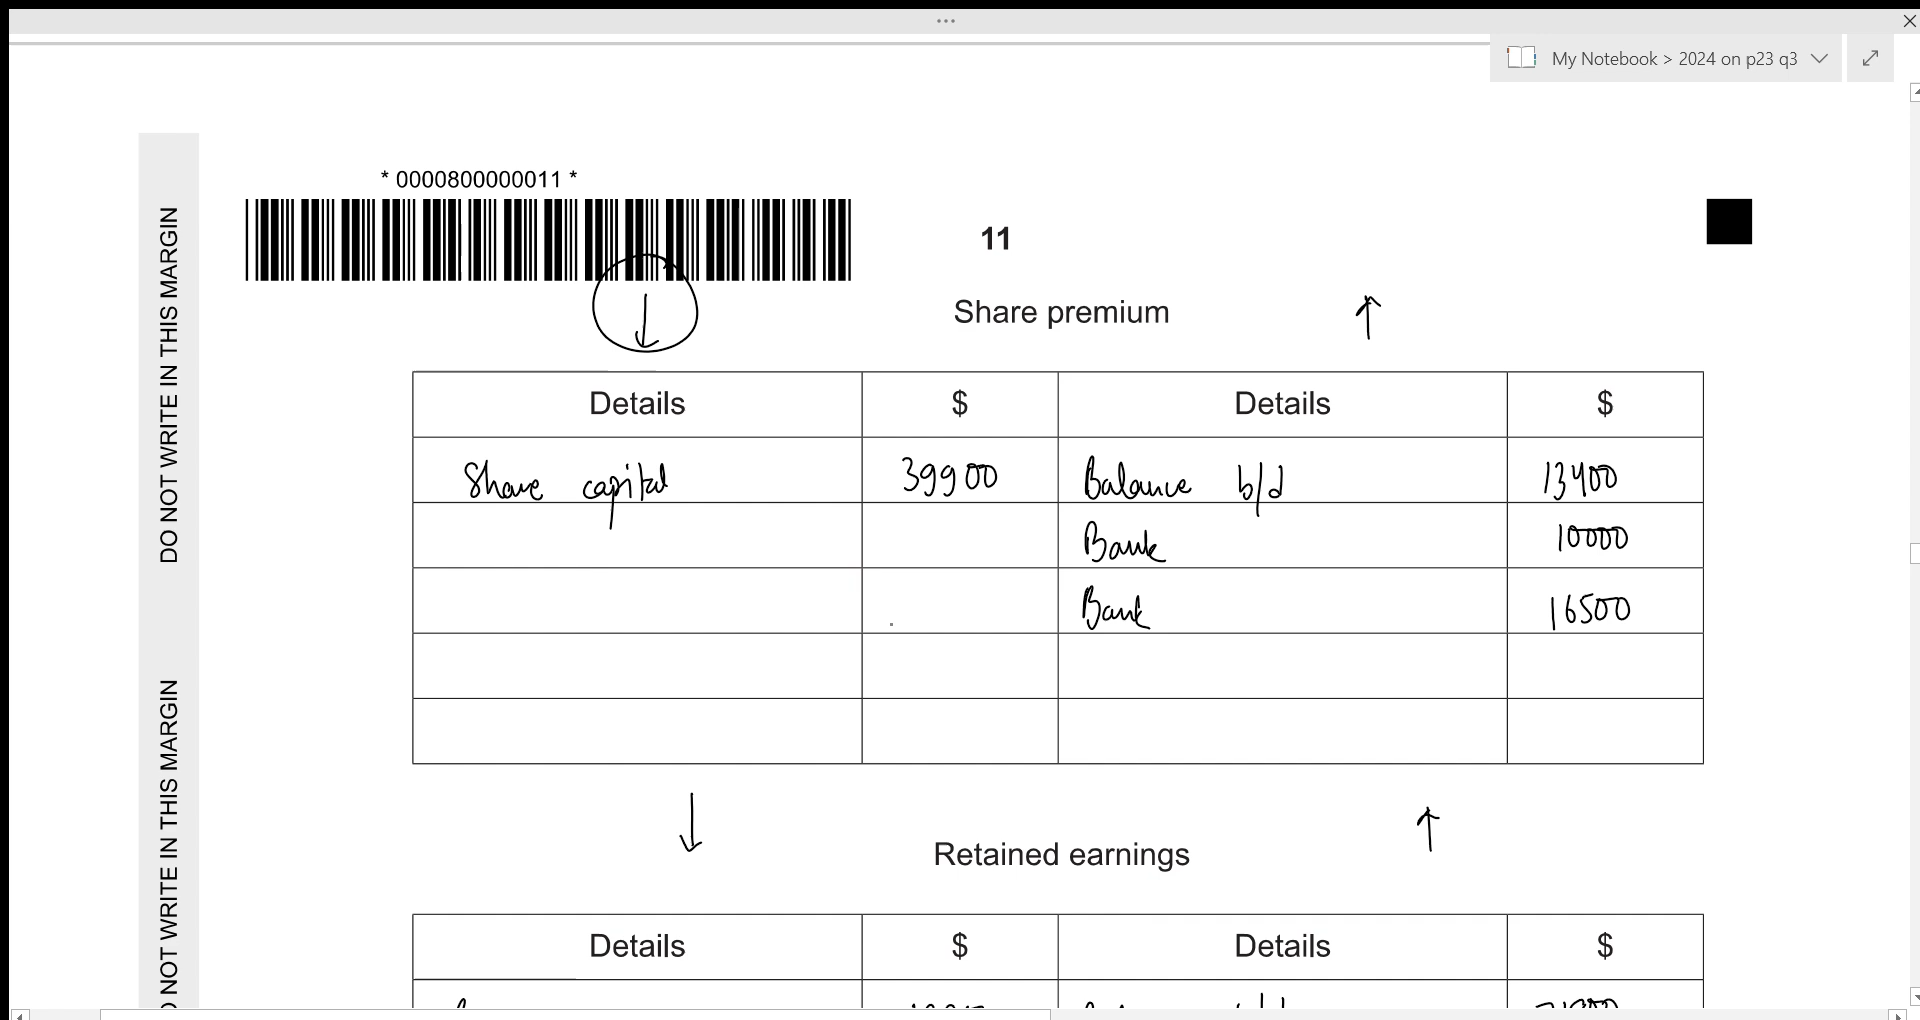 My Notebook > 2024 on p23 q3
* 0000800000011 *
11
DO NOT WRITE IN THIS MARGIN
Share premium
Details $ Details $
Share capital 39900 Balance b/d 13400
Bank 10000
Bank 16500
DO NOT WRITE IN THIS MARGIN
Retained earnings
Details $ Details $